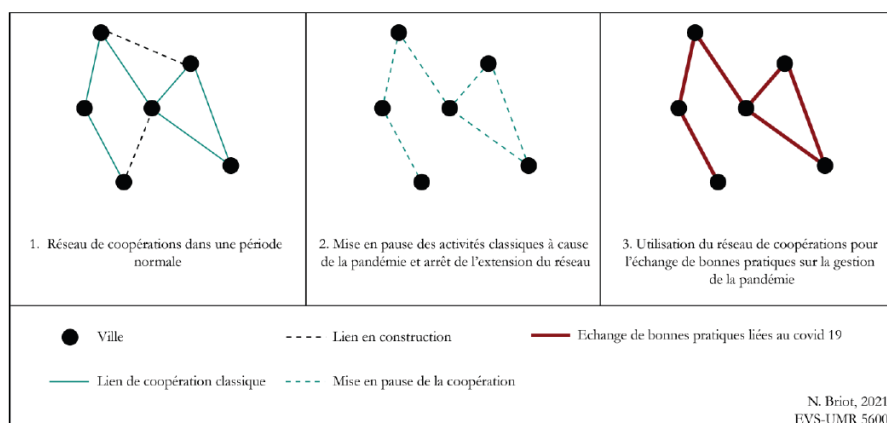 1. Réseau de coopérations dans une période
normale
2. Mise en pause des activités classiques à cause
de la pandémie et arrêt de l'extension du réseau
3. Utilisation du réseau de coopérations pour
l'échange de bonnes pratiques sur la gestion
de la pandémie
Ville
Lien en construction
Echange de bonnes pratiques liées au covid 19
Lien de coopération classique
Mise en pause de la coopération
N. Briot, 2021
EVS-UMR 5600